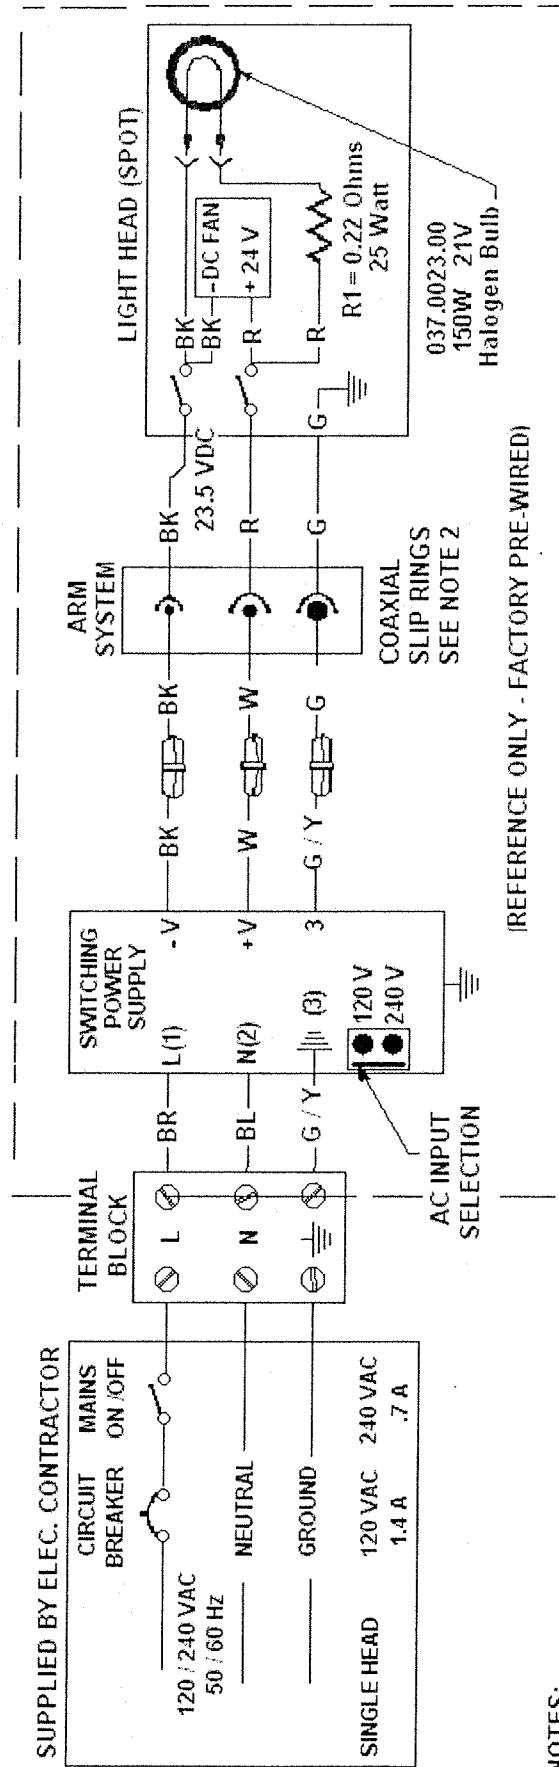 SUPPLIED BY ELEC. CONTRACTOR
CIRCUIT
BREAKER
MAINS
ON /OFF
120 / 240 VAC
50 / 60 Hz
NEUTRAL
GROUND
SINGLE HEAD
120 VAC
1.4 A
240 VAC
.7 A
TERMINAL
BLOCK
L
N
BR
BL
G / Y
AC INPUT
SELECTION
SWITCHING
POWER
SUPPLY
L(1)
N(2)
(3)
- V
+ V
3
120 V
240 V
BK
W
G / Y
BK
W
G
ARM
SYSTEM
COAXIAL
SLIP RINGS
SEE NOTE 2
BK
R
G
23.5 VDC
LIGHT HEAD (SPOT)
BK
BK
R
R
G
-DC FAN
+ 24 V
R1 = 0.22 Ohms
25 Watt
037.0023.00
150W 21V
Halogen Bulb
(REFERENCE ONLY - FACTORY PRE-WIRED)
NOTES: